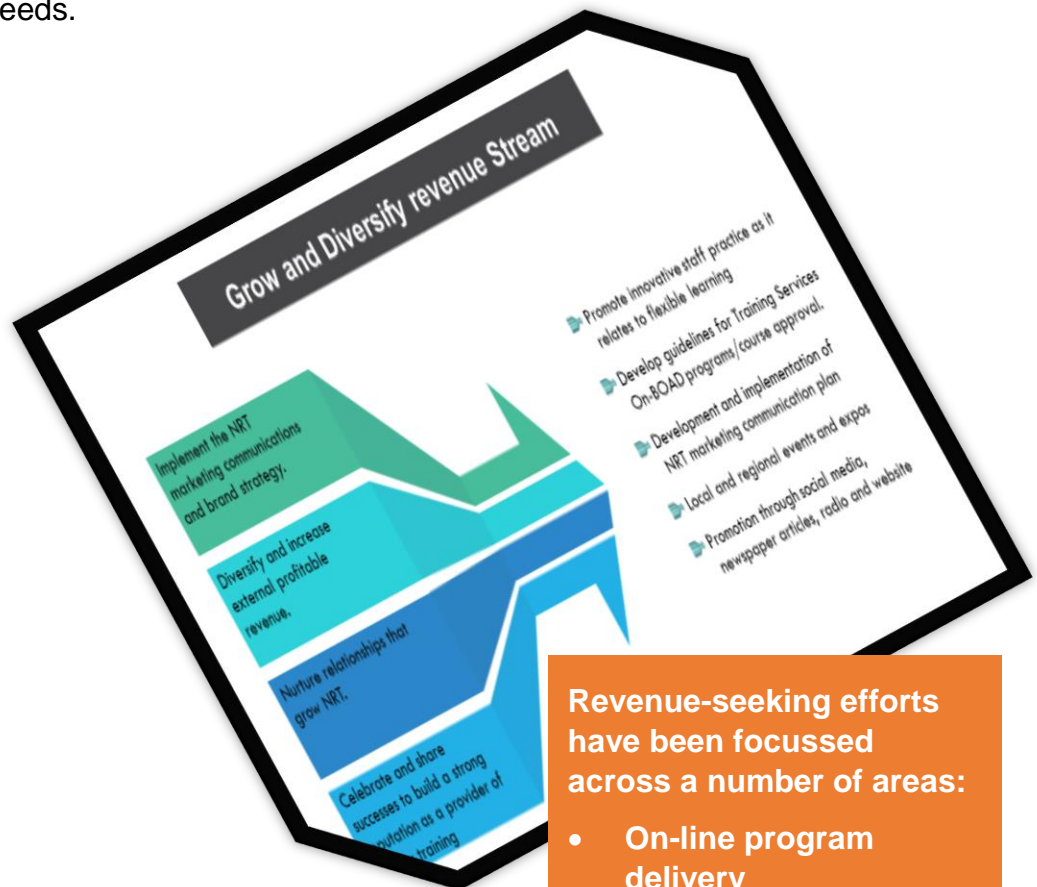 eeds.
Grow and Diversify revenue Stream
Implement the NRT
marketing communications
and brand strategy.
Diversify and increase
external profitable
revenue.
Nurture relationships that
grow NRT.
Celebrate and share
successes to build a strong
putation as a provider of
training
Promote innovative staff practice as it
relates to flexible learning
Develop guidelines for Training Services
On-BOAD programs/course approval.
Development and implementation of
NRT marketing communication plan
Local and regional events and expos
Promotion through social media,
newspaper articles, radio and website
Revenue-seeking efforts
have been focussed
across a number of areas:
• On-line program
delivery